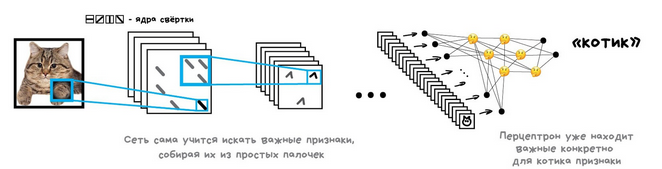 - ядра свёртки
«котик»
Сеть сама учится искать важные признаки,
собирая их из простых палочек
Перцептрон уже находит
важные конкретно
для котика признаки